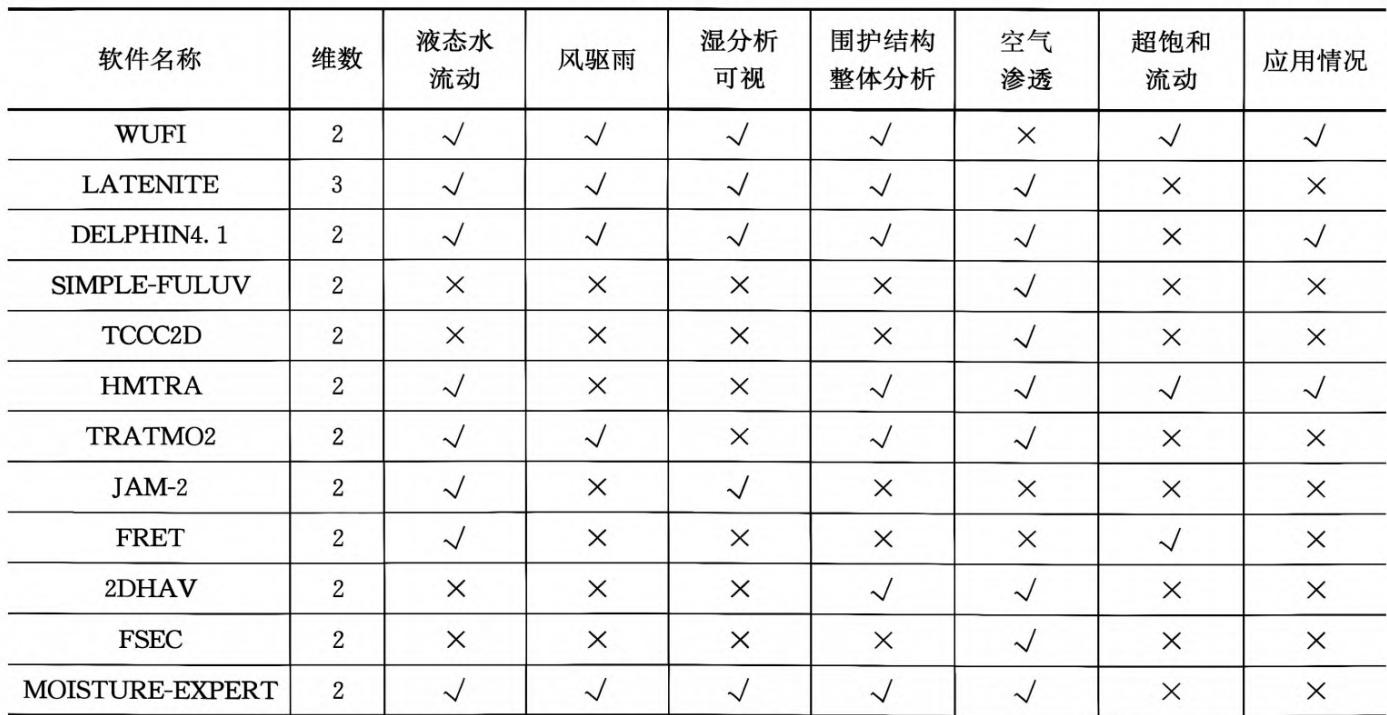 软件名称 维数 液态水流动 风驱雨 湿分析可视 围护结构整体分析 空气渗透 超饱和流动 应用情况
WUFI 2 √ √ √ √ × √ √
LATENITE 3 √ √ √ √ √ × ×
DELPHIN4.1 2 √ √ √ √ √ × √
SIMPLE-FULUV 2 × × × × √ × ×
TCCC2D 2 × × × × √ × ×
HMTRA 2 √ × × √ √ √ √
TRATMO2 2 √ √ × √ √ × ×
JAM-2 2 √ × √ × × × ×
FRET 2 √ × × × × √ ×
2DHAV 2 × × × √ √ × ×
FSEC 2 × × × × √ × ×
MOISTURE-EXPERT 2 √ √ √ √ √ × ×